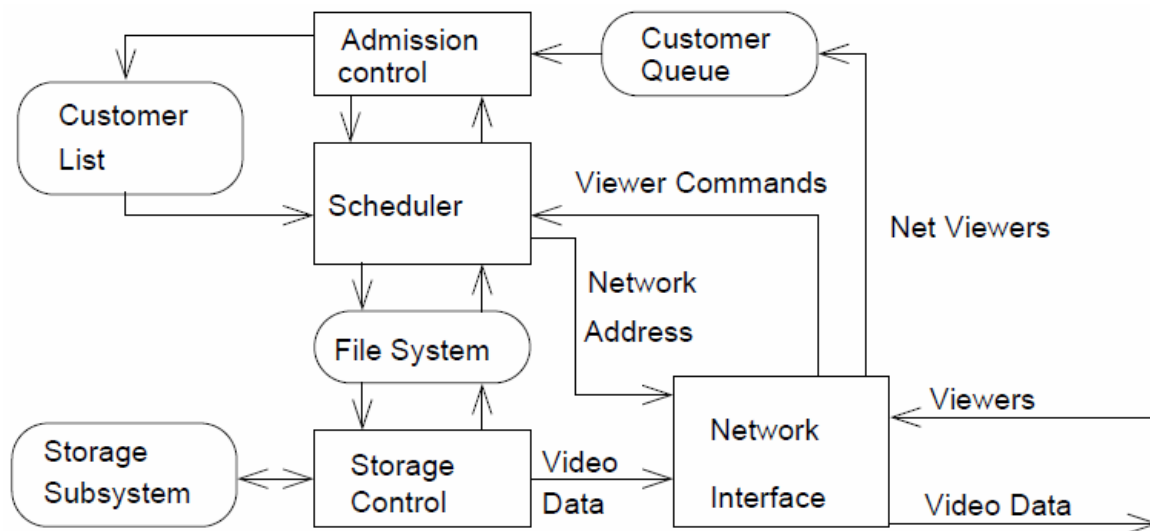 Admission
control
Customer
Queue
Customer
List
Scheduler
Viewer Commands
Net Viewers
Network
Address
File System
Viewers
Network
Interface
Storage
Subsystem
Storage
Control
Video
Data
Video Data